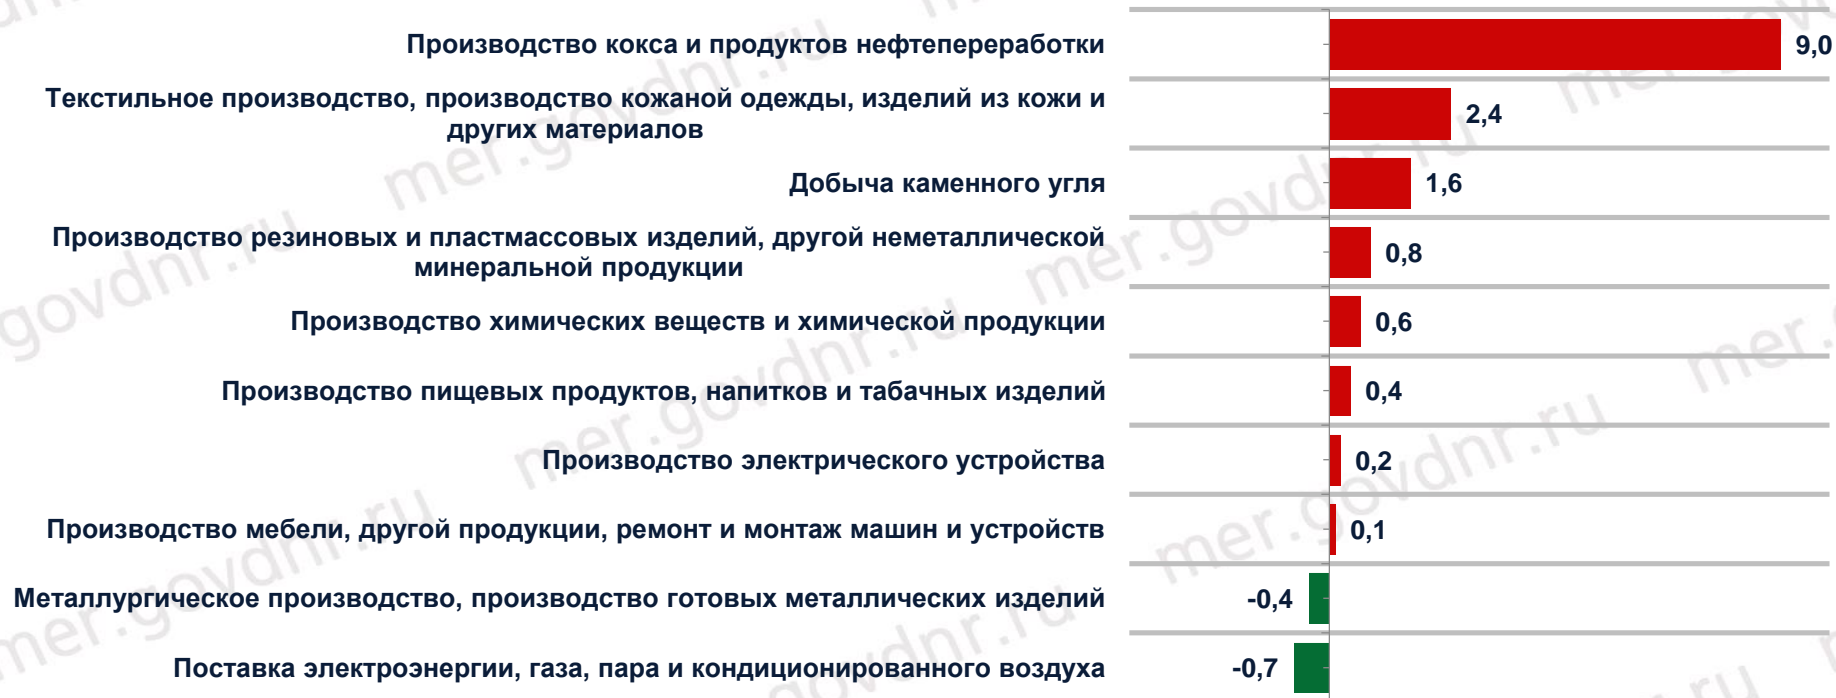 Производство кокса и продуктов нефтепереработки 9,0
Текстильное производство, производство кожаной одежды, изделий из кожи и
других материалов 2,4
Добыча каменного угля 1,6
Производство резиновых и пластмассовых изделий, другой неметаллической
минеральной продукции 0,8
Производство химических веществ и химической продукции 0,6
Производство пищевых продуктов, напитков и табачных изделий 0,4
Производство электрического устройства 0,2
Производство мебели, другой продукции, ремонт и монтаж машин и устройств 0,1
Металлургическое производство, производство готовых металлических изделий -0,4
Поставка электроэнергии, газа, пара и кондиционированного воздуха -0,7
mer.govdnr.ru